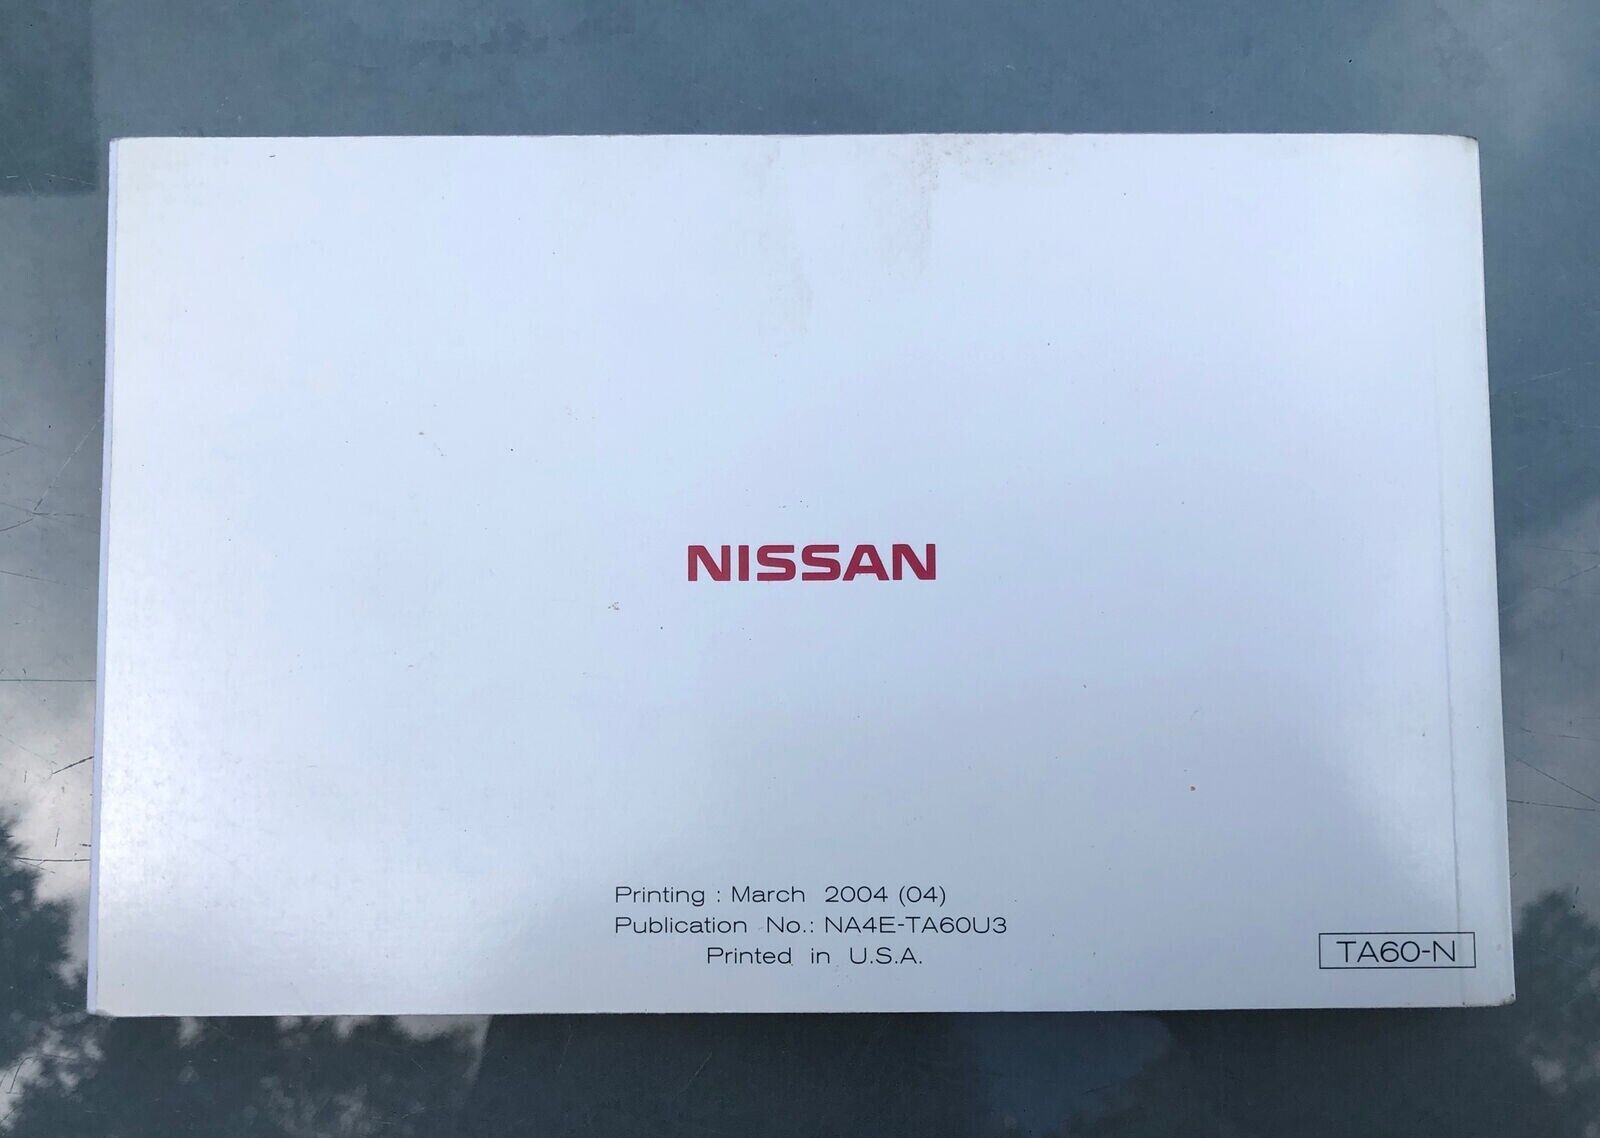 NISSAN
Printing : March 2004 (04)
Publication No.: NA4E-TA60U3
Printed in U.S.A.
TA60-N